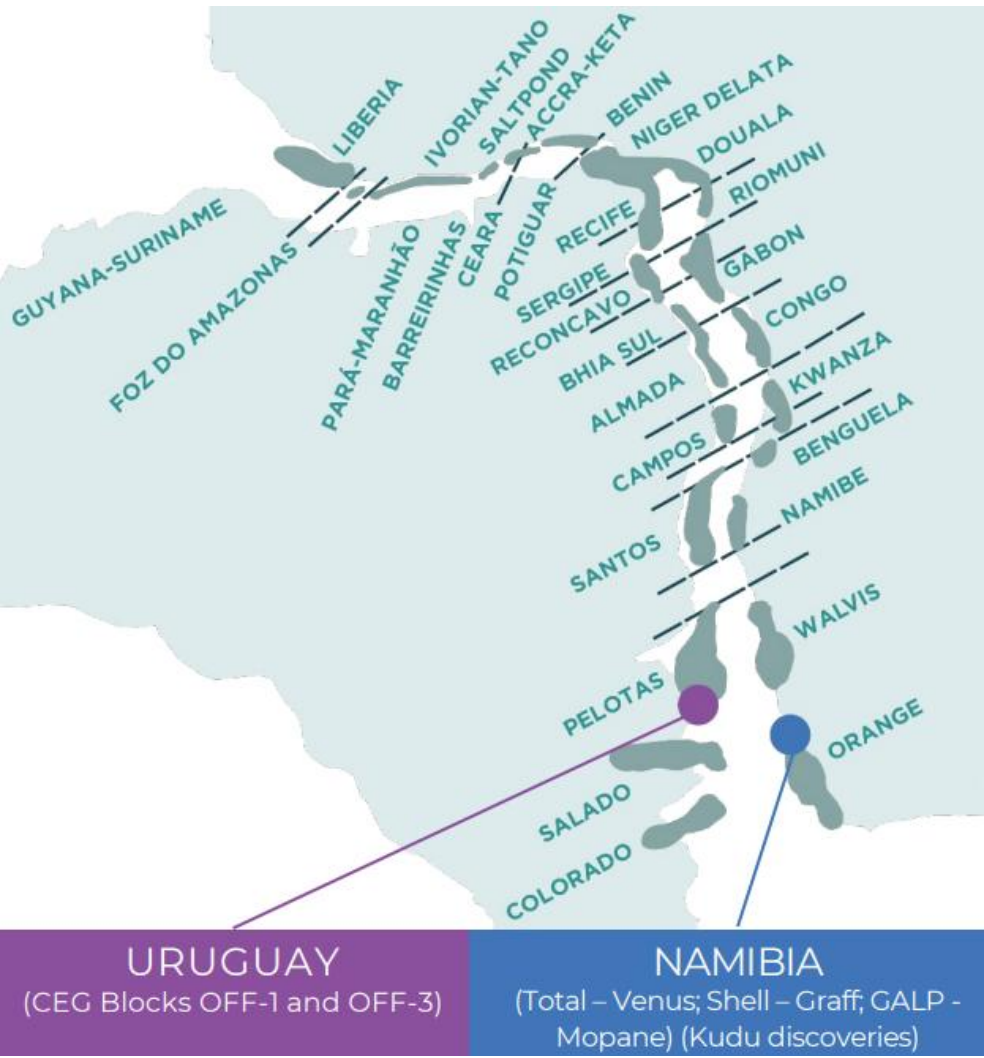 LIBERIA
IVORIAN-TANO
SALTPOND
ACCRA-KETA
BENIN
NIGER DELATA
DOUALA
RIOMUNI
GUYANA-SURINAME
FOZ DO AMAZONAS
PARÁ-MARANHÃO
BARREIRINHAS
CEARA
POTIGUAR
RECIFE
SERGIPE
GABON
RECONCAVO
CONGO
BHIA SUL
KWANZA
ALMADA
BENGUELA
CAMPOS
NAMIBE
SANTOS
WALVIS
PELOTAS
ORANGE
SALADO
COLORADO
URUGUAY
(CEG Blocks OFF-1 and OFF-3)
NAMIBIA
(Total – Venus; Shell – Graff; GALP -
Mopane) (Kudu discoveries)